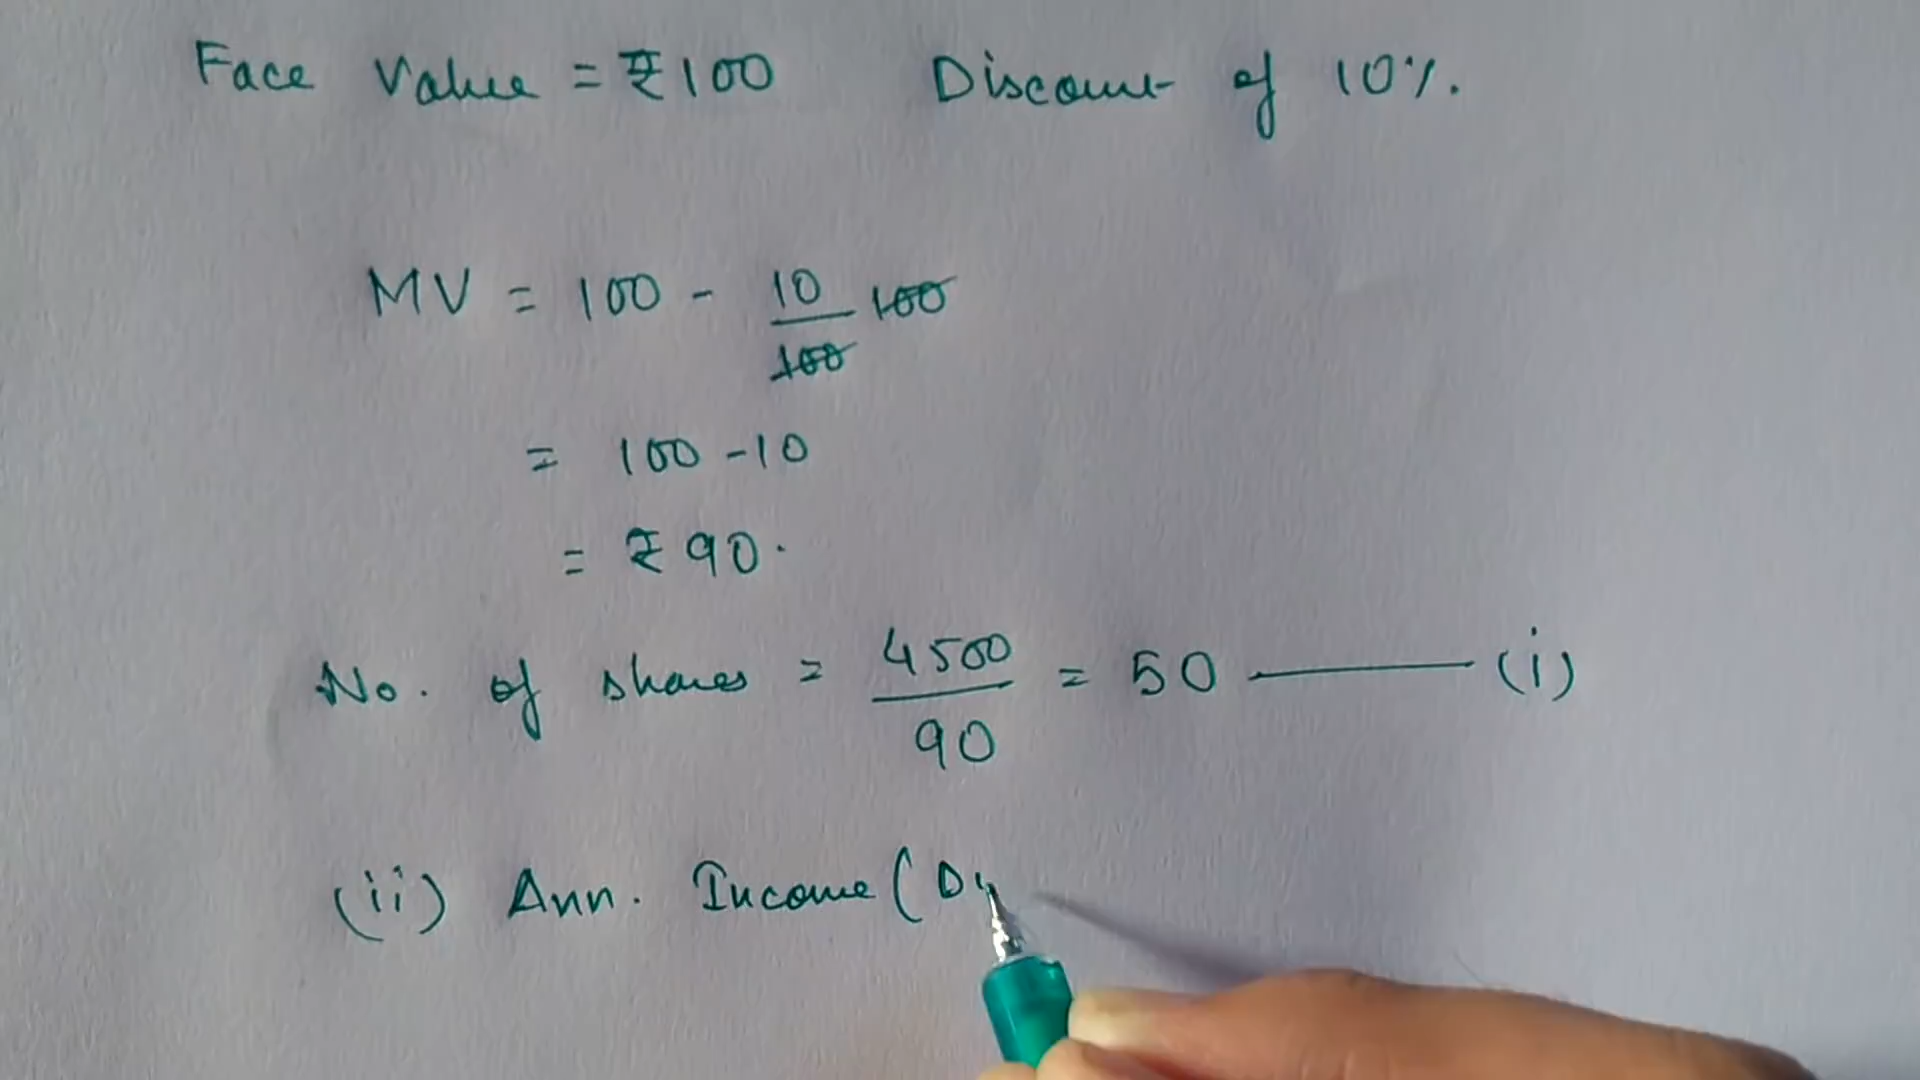 Face Value = ₹100 Discount of 10%.
MV = 100 - 10/100 100
= 100 - 10
= ₹90.
No. of shares = 4500/90 = 50 ——— (i)
(ii) Ann. Income (Di